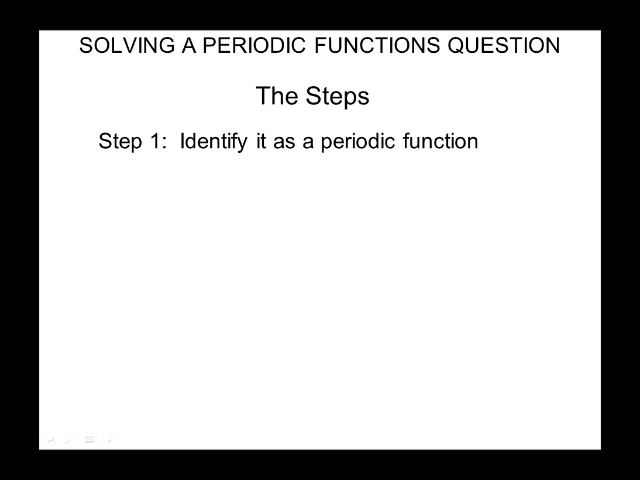 SOLVING A PERIODIC FUNCTIONS QUESTION
The Steps
Step 1: Identify it as a periodic function